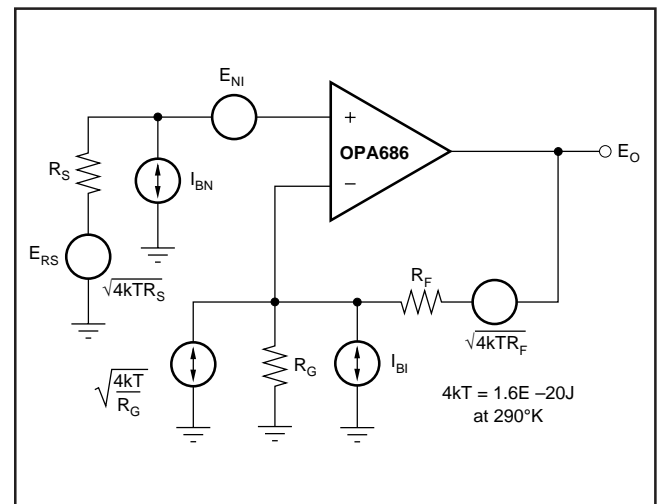 E_NI
+
OPA686
−
E_O
R_S
I_BN
E_RS
√4kTR_S
R_F
√4kTR_F
√4kT/R_G
R_G
I_BI
4kT = 1.6E –20J
at 290°K